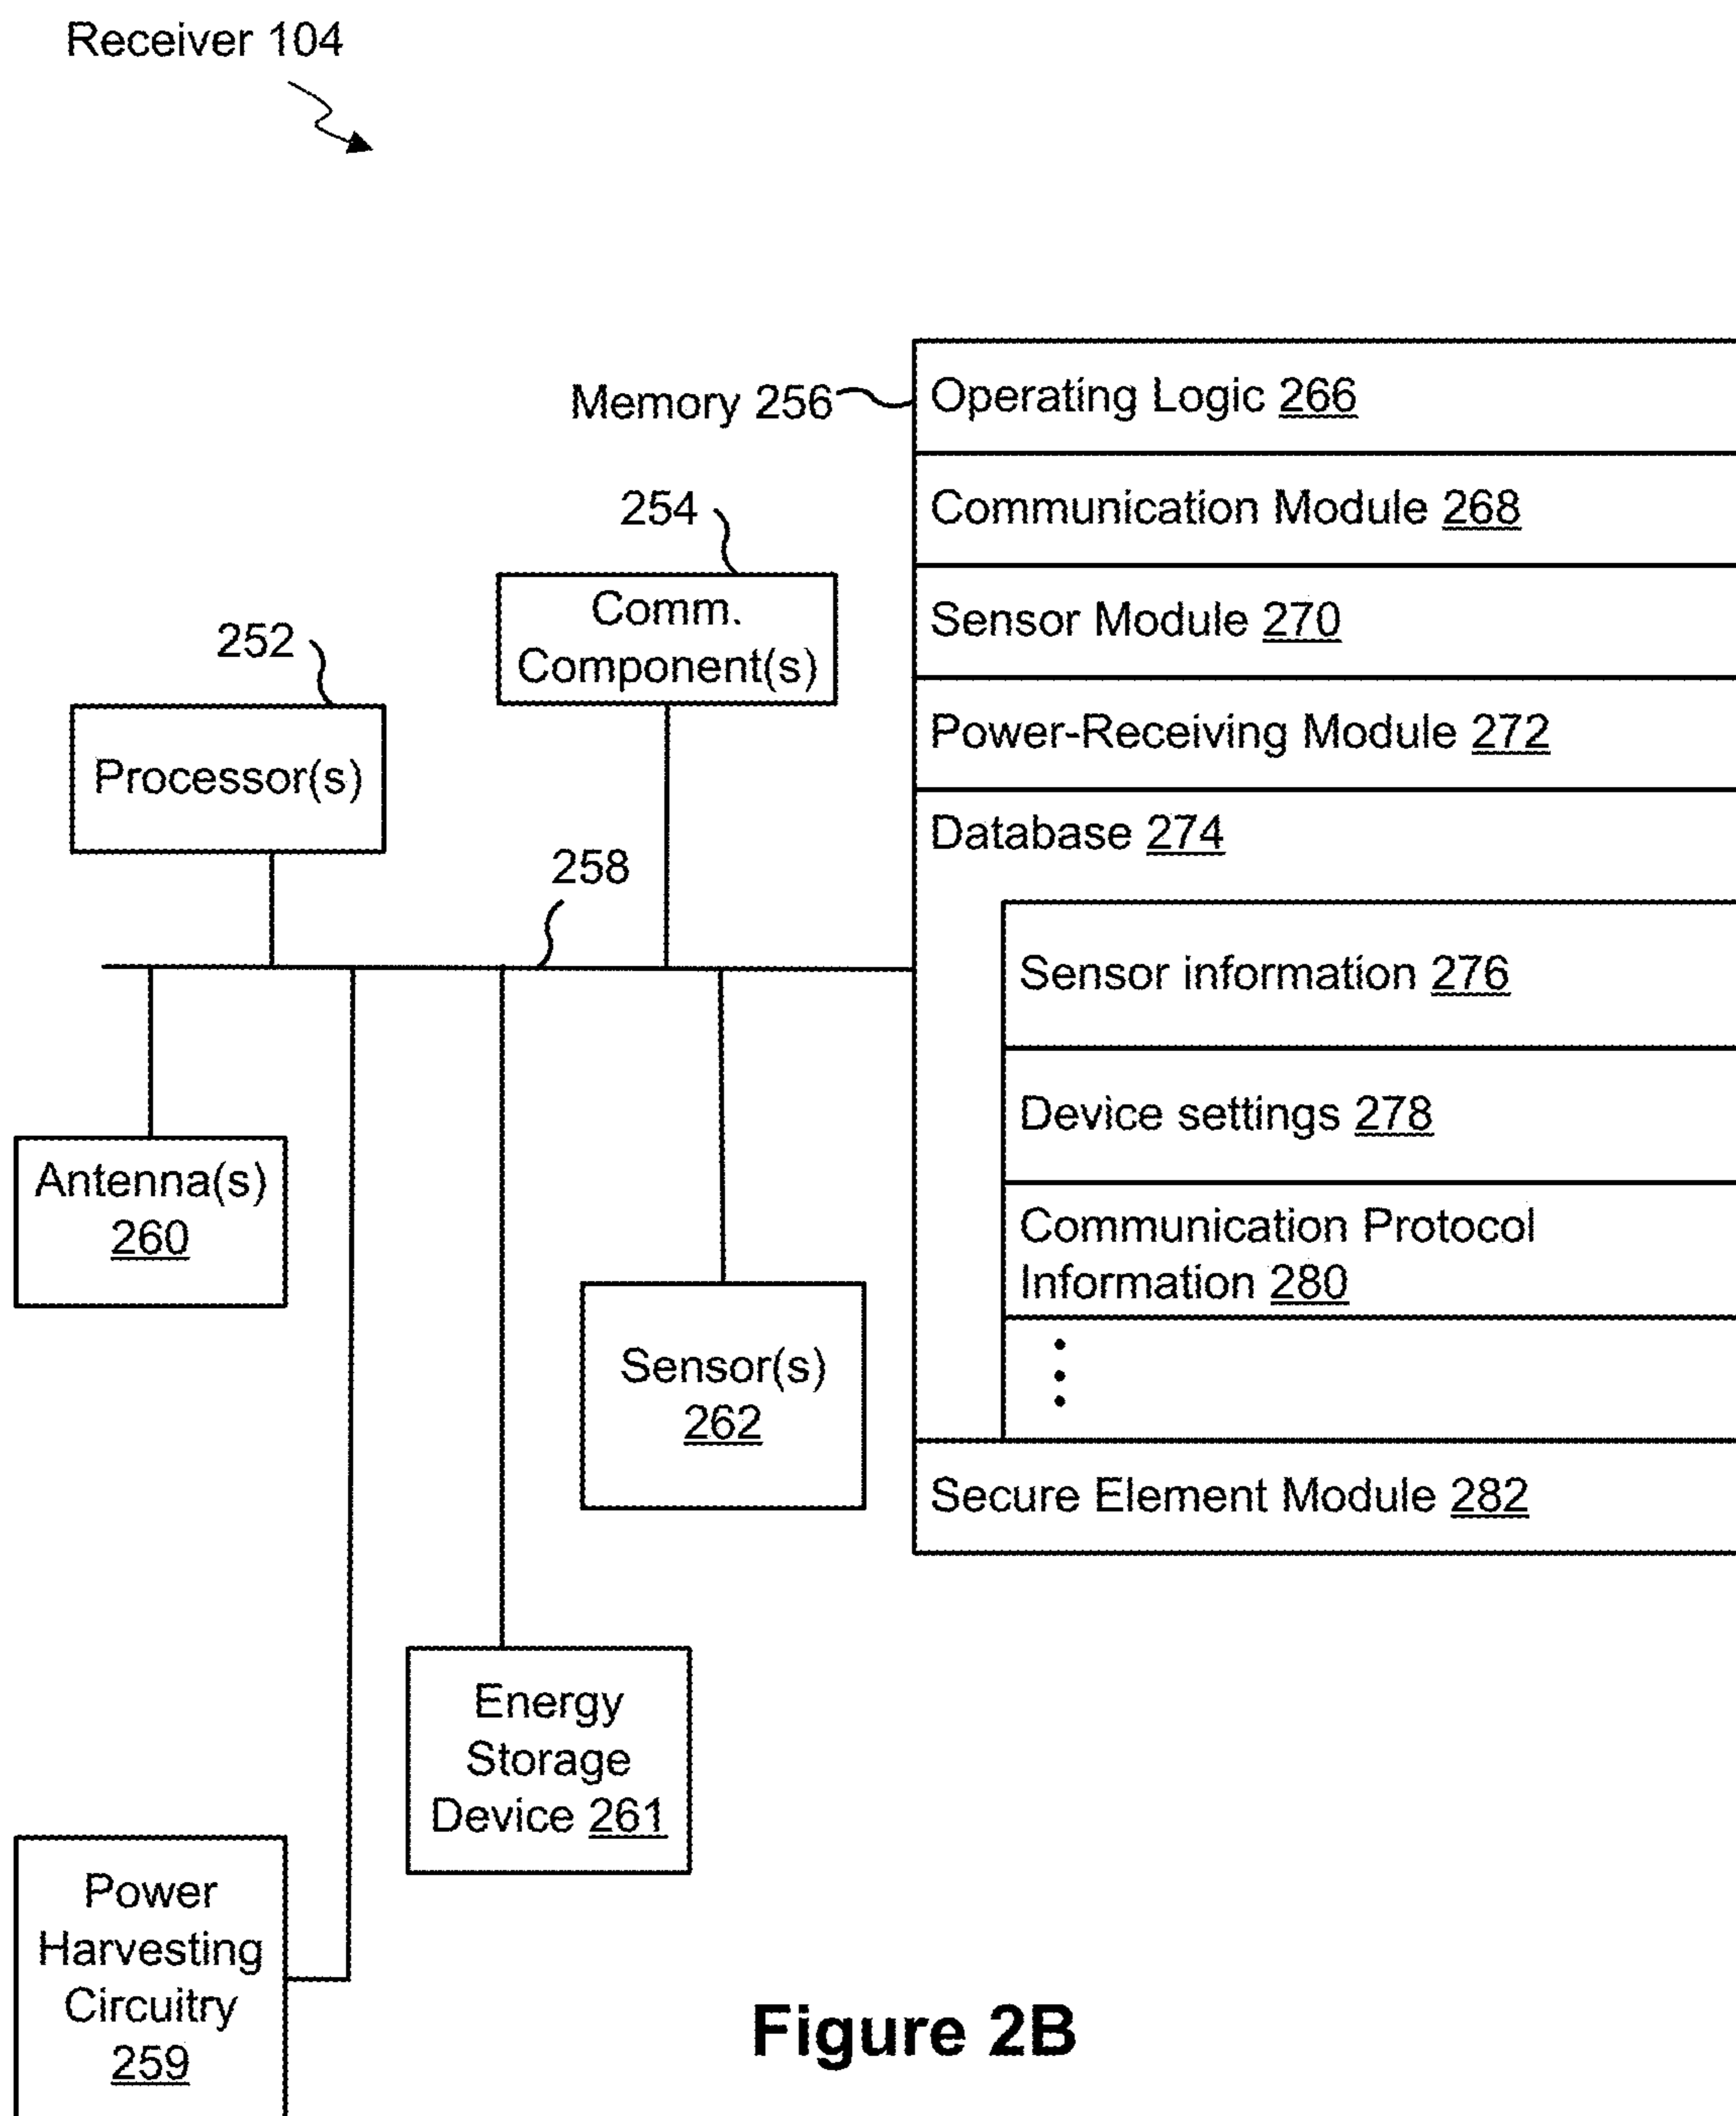 Receiver 104
Memory 256
Operating Logic 266
Communication Module 268
Sensor Module 270
Power-Receiving Module 272
Database 274
Sensor information 276
Device settings 278
Communication Protocol
Information 280
Secure Element Module 282
254
Comm.
Component(s)
252
Processor(s)
258
Antenna(s)
260
Sensor(s)
262
Energy
Storage
Device 261
Power
Harvesting
Circuitry
259
Figure 2B